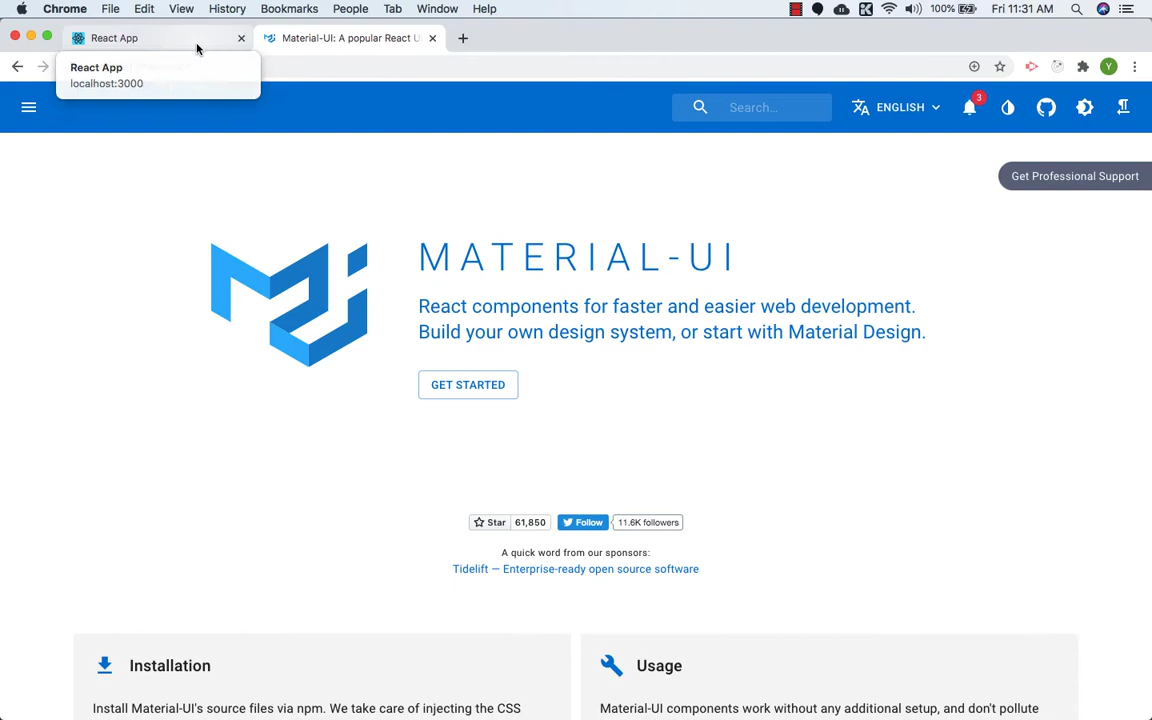 Chrome File Edit View History Bookmarks People Tab Window Help 100% Fri 11:31 AM
React App Material-UI: A popular React U
React App
localhost:3000
Y
Search… ENGLISH 3
Get Professional Support
MATERIAL-UI
React components for faster and easier web development.
Build your own design system, or start with Material Design.
GET STARTED
Star 61,850 Follow 11.6K followers
A quick word from our sponsors:
Tidelift — Enterprise-ready open source software
Installation
Usage
Install Material-UI's source files via npm. We take care of injecting the CSS
Material-UI components work without any additional setup, and don't pollute